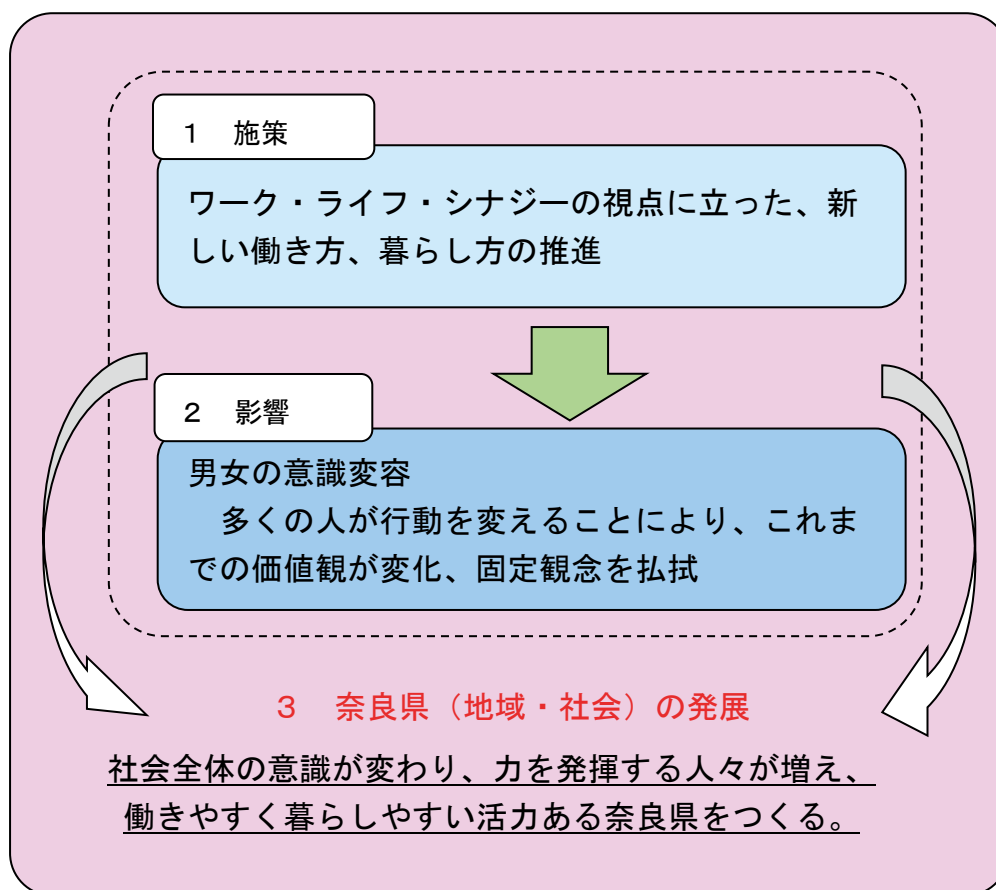 １　施策
ワーク・ライフ・シナジーの視点に立った、新
しい働き方、暮らし方の推進
２　影響
男女の意識変容
　多くの人が行動を変えることにより、これま
での価値観が変化、固定観念を払拭
３　奈良県（地域・社会）の発展
社会全体の意識が変わり、力を発揮する人々が増え、
働きやすく暮らしやすい活力ある奈良県をつくる。